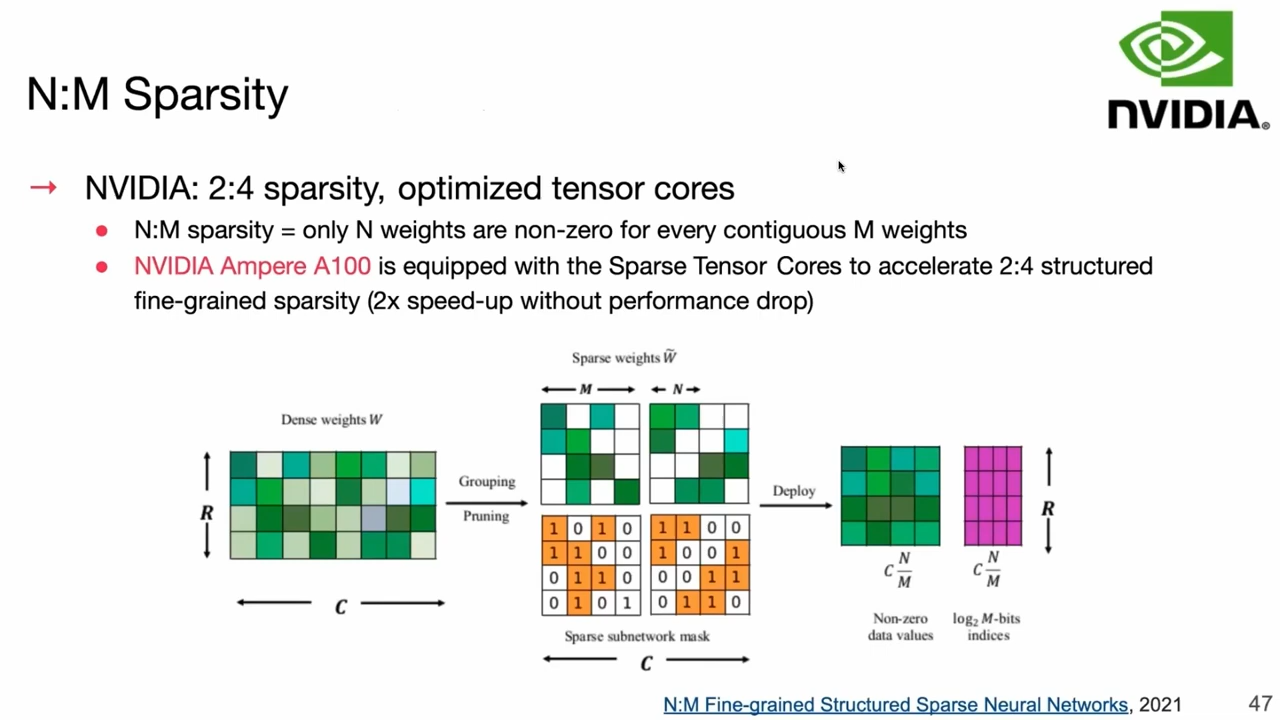 NVIDIA®
N:M Sparsity
→ NVIDIA: 2:4 sparsity, optimized tensor cores
● N:M sparsity = only N weights are non-zero for every contiguous M weights
● NVIDIA Ampere A100 is equipped with the Sparse Tensor Cores to accelerate 2:4 structured
fine-grained sparsity (2x speed-up without performance drop)
Sparse weights W̃
M N
Dense weights W
R
C
Grouping
Pruning
1 0 1 0 1 1 0 0
1 1 0 0 1 0 0 1
0 1 1 0 0 0 1 1
0 1 0 1 0 1 1 0
Sparse subnetwork mask
C
Deploy
R
C N/M
C N/M
Non-zero
data values
log₂ M-bits
indices
N:M Fine-grained Structured Sparse Neural Networks, 2021
47